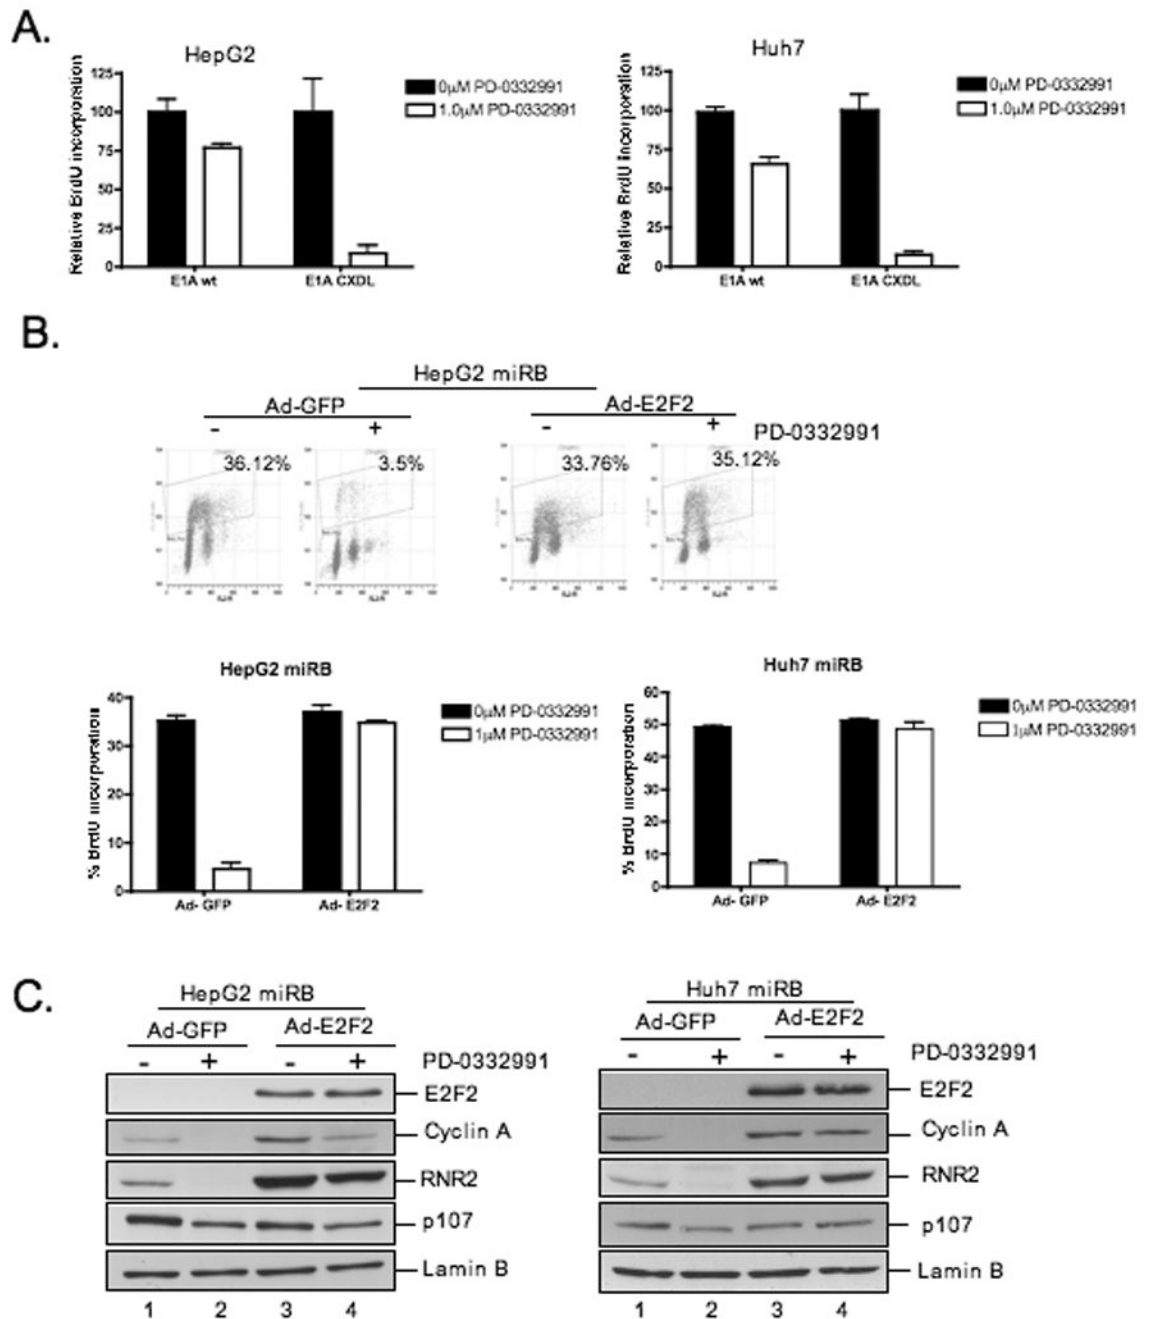 A.
HepG2
Relative BrdU incorporation
125
100
75
50
25
0
E1A wt
E1A CXDL
0µM PD-0332991
1.0µM PD-0332991
Huh7
Relative BrdU incorporation
125
100
75
50
25
0
E1A wt
E1A CXDL
0µM PD-0332991
1.0µM PD-0332991
B.
HepG2 miRB
Ad-GFP
Ad-E2F2
- + - + PD-0332991
36.12%
3.5%
33.76%
35.12%
HepG2 miRB
% BrdU incorporation
40
30
20
10
0
Ad- GFP
Ad- E2F2
0µM PD-0332991
1µM PD-0332991
Huh7 miRB
% BrdU incorporation
60
50
40
30
20
10
0
Ad- GFP
Ad- E2F2
0µM PD-0332991
1µM PD-0332991
C.
HepG2 miRB
Ad-GFP
Ad-E2F2
- + - + PD-0332991
E2F2
Cyclin A
RNR2
p107
Lamin B
1 2 3 4
Huh7 miRB
Ad-GFP
Ad-E2F2
- + - + PD-0332991
E2F2
Cyclin A
RNR2
p107
Lamin B
1 2 3 4